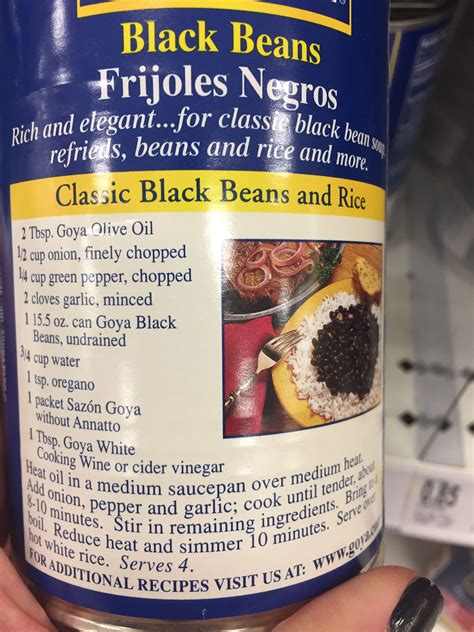 Black Beans
Frijoles Negros
Rich and elegant...for classic black bean soup,
refrieds, beans and rice and more.
Classic Black Beans and Rice
2 Tbsp. Goya Olive Oil
1/2 cup onion, finely chopped
1/4 cup green pepper, chopped
2 cloves garlic, minced
1 15.5 oz. can Goya Black
Beans, undrained
3/4 cup water
1 tsp. oregano
1 packet Sazón Goya
without Annatto
1 Tbsp. Goya White
Cooking Wine or cider vinegar
Heat oil in a medium saucepan over medium heat.
Add onion, pepper and garlic; cook until tender, about
8-10 minutes. Stir in remaining ingredients. Bring to a
boil. Reduce heat and simmer 10 minutes. Serve over
hot white rice. Serves 4.
FOR ADDITIONAL RECIPES VISIT US AT: www.goya.co
0.85